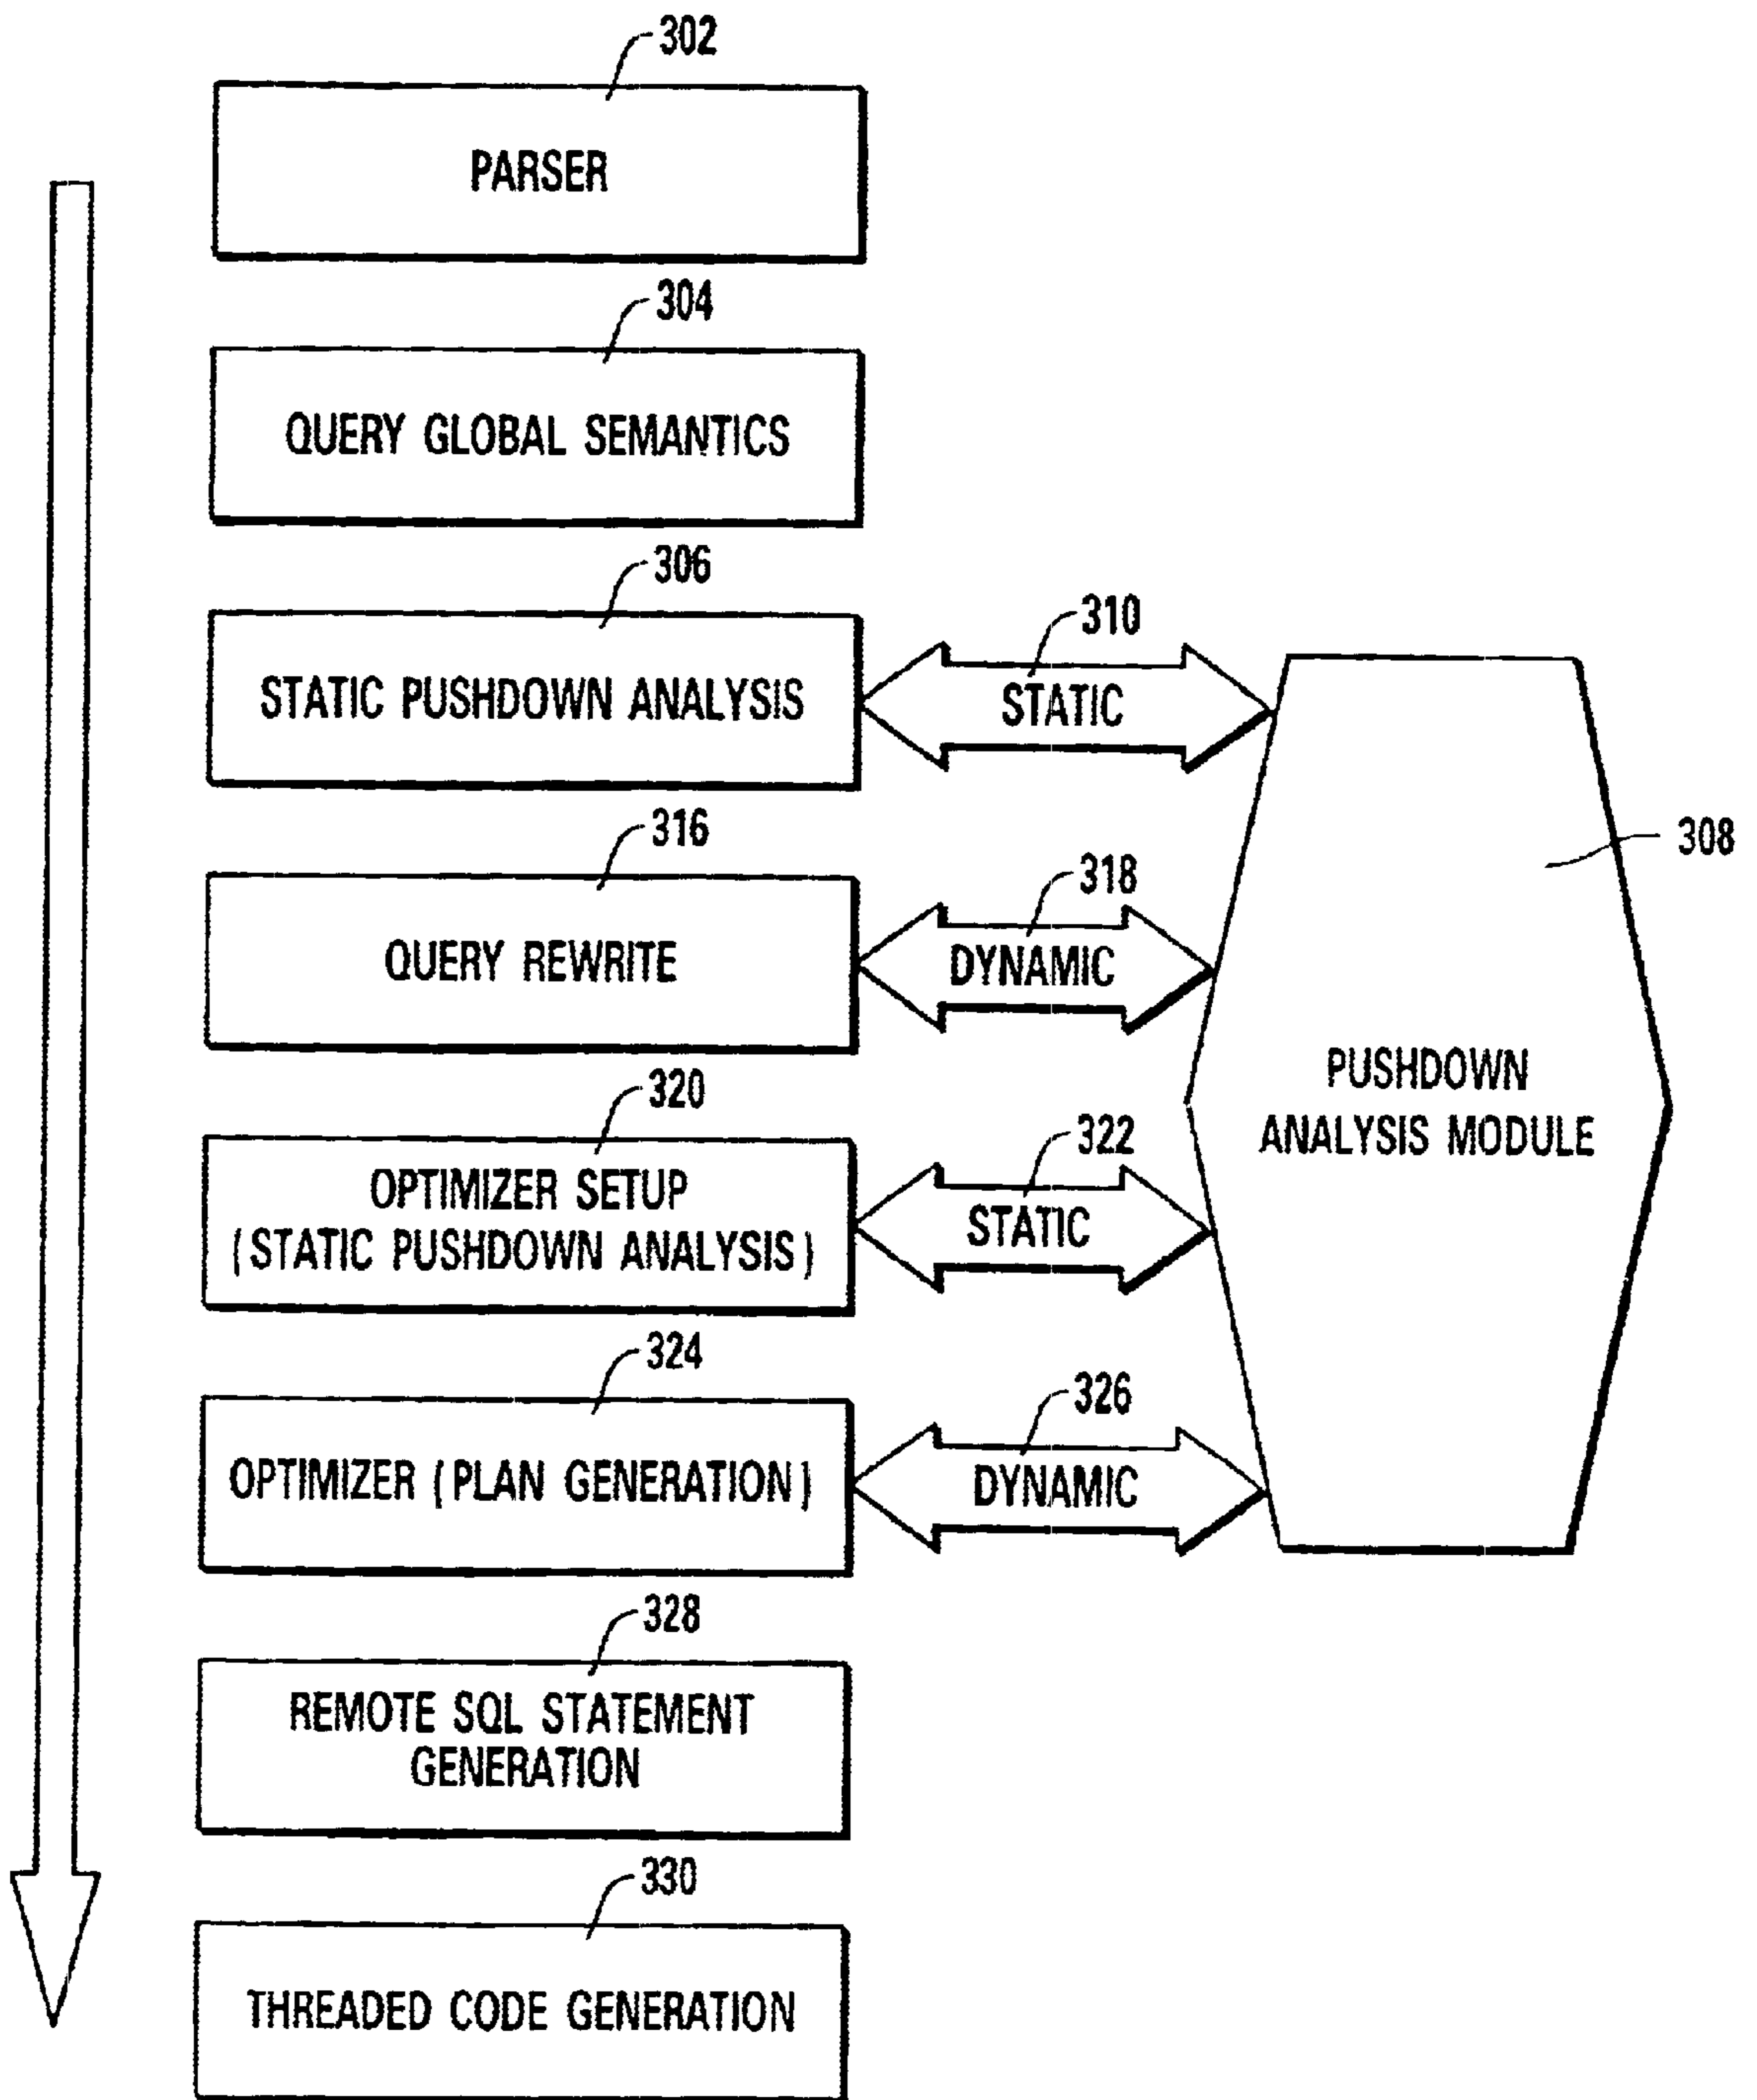 302
PARSER
304
QUERY GLOBAL SEMANTICS
306
STATIC PUSHDOWN ANALYSIS
310
STATIC
308
316
QUERY REWRITE
318
DYNAMIC
PUSHDOWN
ANALYSIS MODULE
320
OPTIMIZER SETUP
(STATIC PUSHDOWN ANALYSIS)
322
STATIC
324
OPTIMIZER (PLAN GENERATION)
326
DYNAMIC
328
REMOTE SQL STATEMENT
GENERATION
330
THREADED CODE GENERATION